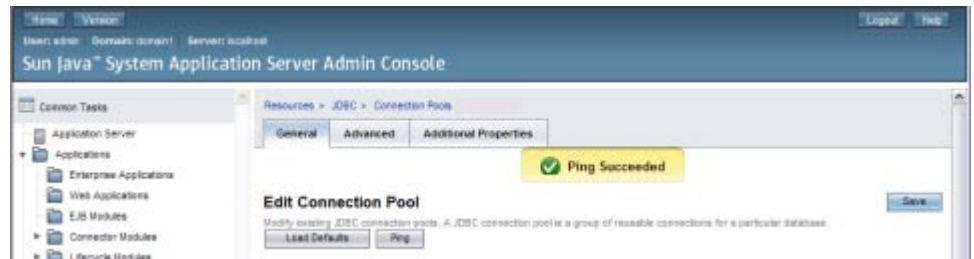 Home Version Logout Help
User: admin Domain: domain1 Server: localhost
Sun Java™ System Application Server Admin Console
Common Tasks
Application Server
Applications
Enterprise Applications
Web Applications
EJB Modules
Connector Modules
Lifecycle Modules
Resources > JDBC > Connection Pools
General Advanced Additional Properties
Ping Succeeded
Edit Connection Pool
Save
Modify existing JDBC connection pools. A JDBC connection pool is a group of reusable connections for a particular database.
Load Defaults Ping